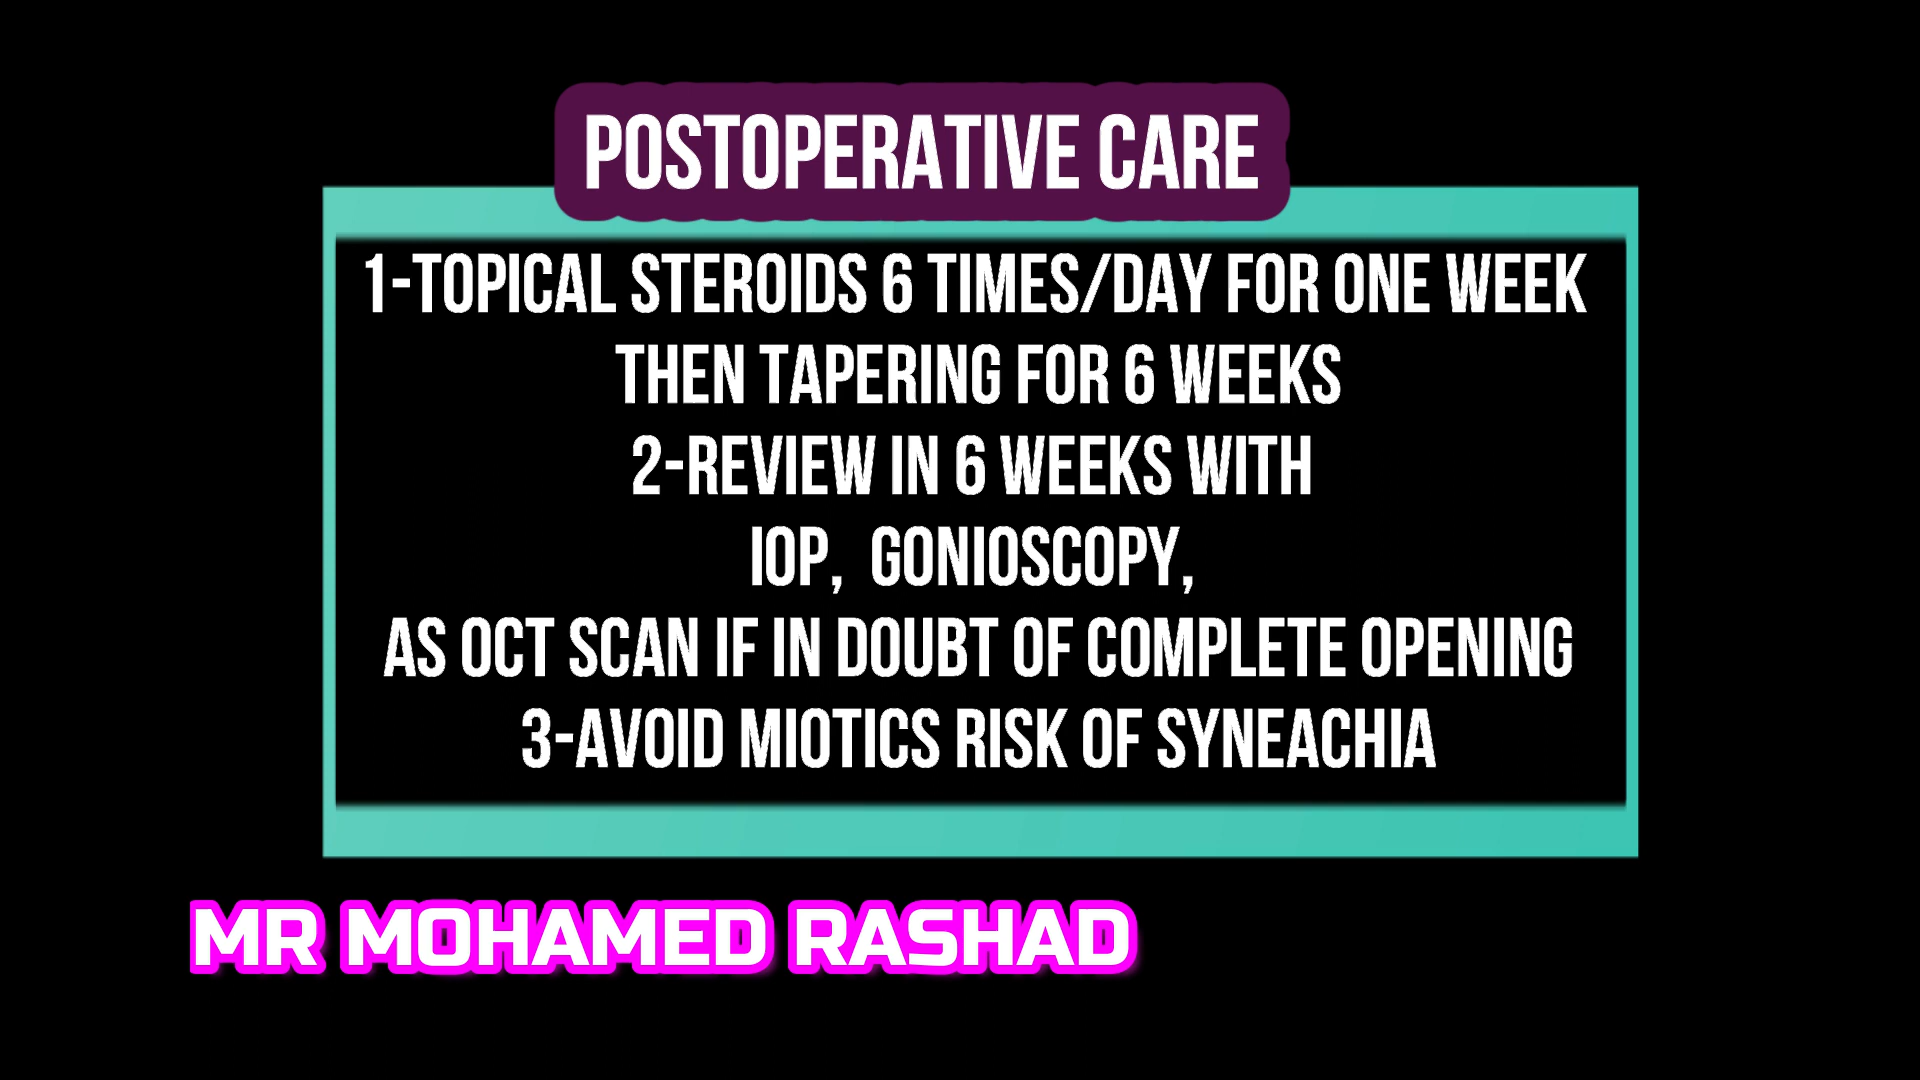 POSTOPERATIVE CARE
1-TOPICAL STEROIDS 6 TIMES/DAY FOR ONE WEEK
THEN TAPERING FOR 6 WEEKS
2-REVIEW IN 6 WEEKS WITH
IOP,  GONIOSCOPY,
AS OCT SCAN IF IN DOUBT OF COMPLETE OPENING
3-AVOID MIOTICS RISK OF SYNEACHIA
MR MOHAMED RASHAD